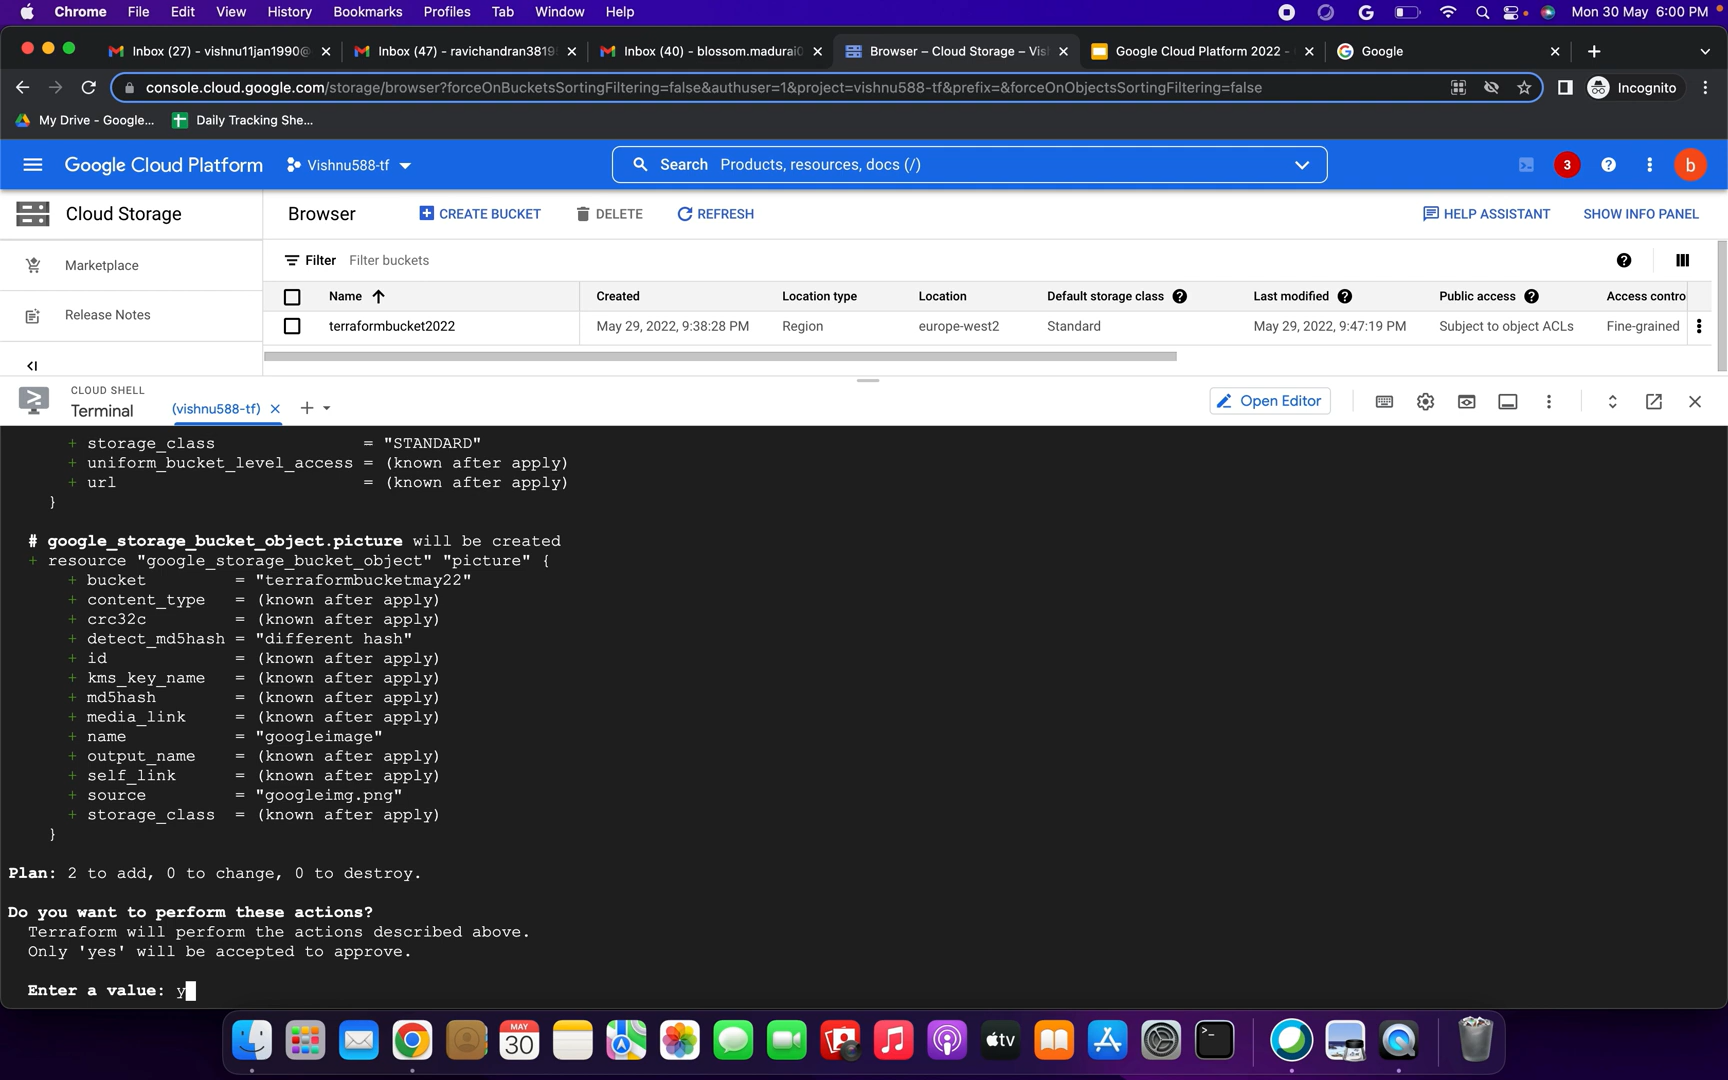 Chrome File Edit View History Bookmarks Profiles Tab Window Help Mon 30 May 6:00 PM
Inbox (27) - vishnu11jan1990@ Inbox (47) - ravichandran3819 Inbox (40) - blossom.madurai Browser – Cloud Storage – Vis Google Cloud Platform 2022 - Google
console.cloud.google.com/storage/browser?forceOnBucketsSortingFiltering=false&authuser=1&project=vishnu588-tf&prefix=&forceOnObjectsSortingFiltering=false Incognito
My Drive - Google... Daily Tracking She...
Google Cloud Platform Vishnu588-tf Search Products, resources, docs (/) 3 b
Cloud Storage Browser CREATE BUCKET DELETE REFRESH HELP ASSISTANT SHOW INFO PANEL
Marketplace Filter Filter buckets
Name Created Location type Location Default storage class Last modified Public access Access contro
Release Notes
terraformbucket2022 May 29, 2022, 9:38:28 PM Region europe-west2 Standard May 29, 2022, 9:47:19 PM Subject to object ACLs Fine-grained
CLOUD SHELL
Terminal (vishnu588-tf) Open Editor
+ storage_class = "STANDARD"
+ uniform_bucket_level_access = (known after apply)
+ url = (known after apply)
}
# google_storage_bucket_object.picture will be created
+ resource "google_storage_bucket_object" "picture" {
+ bucket = "terraformbucketmay22"
+ content_type = (known after apply)
+ crc32c = (known after apply)
+ detect_md5hash = "different hash"
+ id = (known after apply)
+ kms_key_name = (known after apply)
+ md5hash = (known after apply)
+ media_link = (known after apply)
+ name = "googleimage"
+ output_name = (known after apply)
+ self_link = (known after apply)
+ source = "googleimg.png"
+ storage_class = (known after apply)
}
Plan: 2 to add, 0 to change, 0 to destroy.
Do you want to perform these actions?
Terraform will perform the actions described above.
Only 'yes' will be accepted to approve.
Enter a value: y
MAY
30
tv